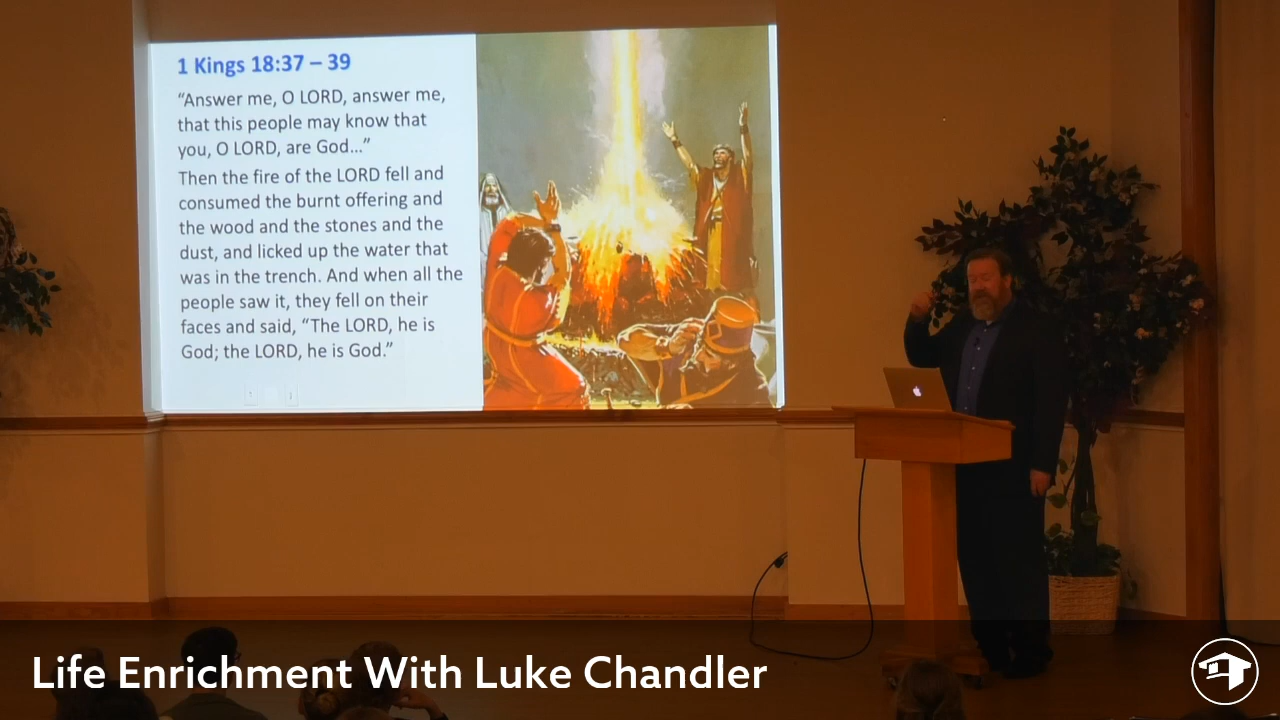 1 Kings 18:37 – 39
“Answer me, O LORD, answer me,
that this people may know that
you, O LORD, are God…”
Then the fire of the LORD fell and
consumed the burnt offering and
the wood and the stones and the
dust, and licked up the water that
was in the trench. And when all the
people saw it, they fell on their
faces and said, “The LORD, he is
God; the LORD, he is God.”
Life Enrichment With Luke Chandler